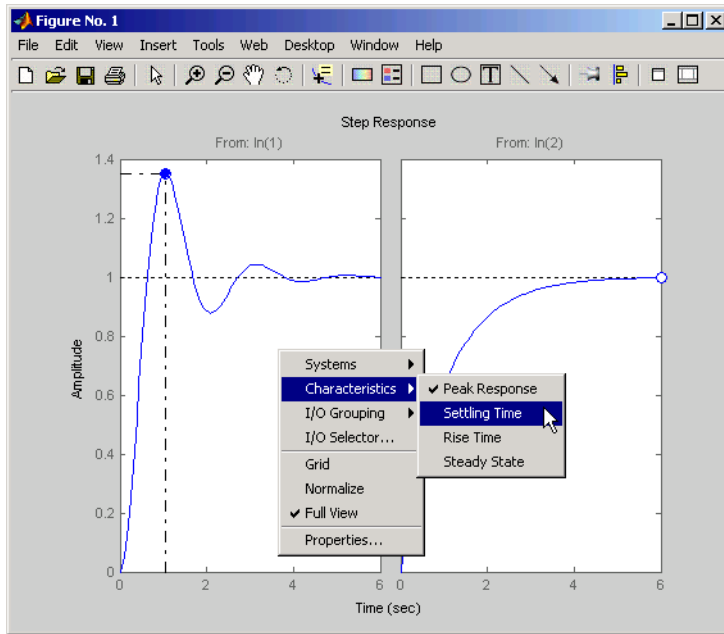 Figure No. 1
File Edit View Insert Tools Web Desktop Window Help
T
Step Response
From: In(1) From: In(2)
1.4
1.2
1
0.8
0.6
0.4
0.2
0
Amplitude
0 2 4 6 0 2 4 6
Time (sec)
Systems
Characteristics
I/O Grouping
I/O Selector...
Grid
Normalize
Full View
Properties...
Peak Response
Settling Time
Rise Time
Steady State